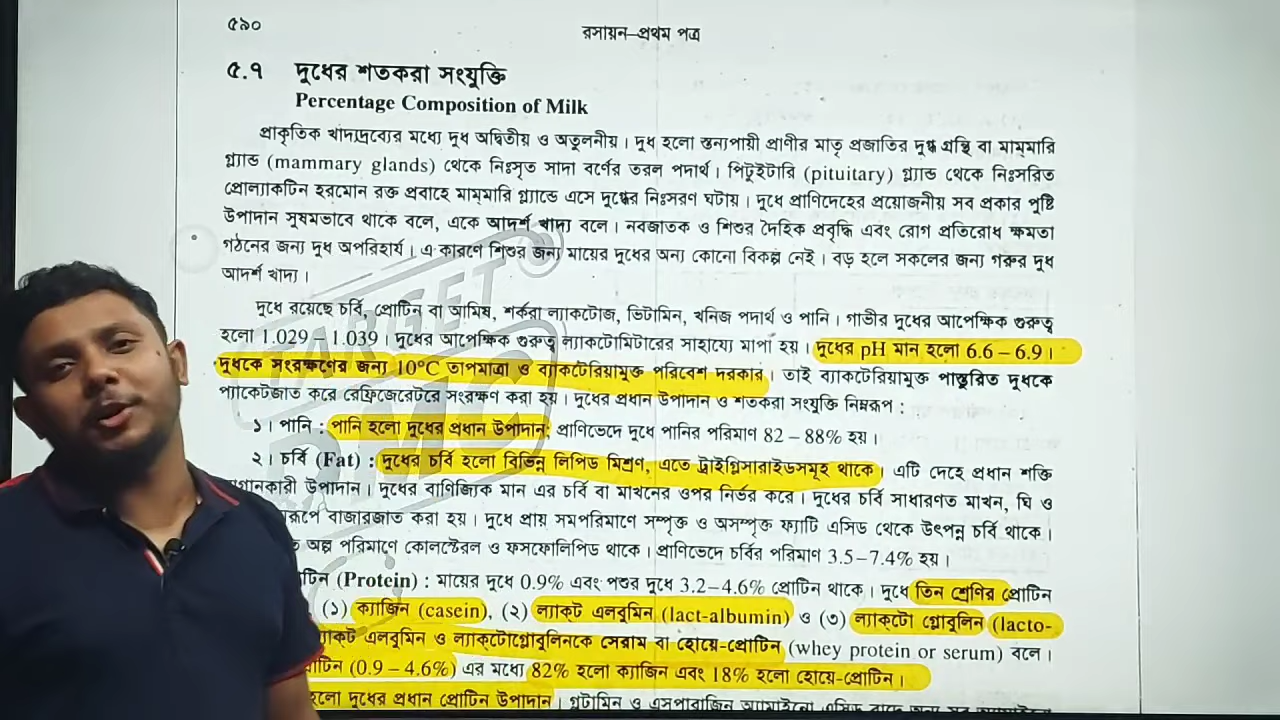 ৫৯০
রসায়ন–প্রথম পত্র
৫.৭ দুধের শতকরা সংযুক্তি
Percentage Composition of Milk
প্রাকৃতিক খাদ্যদ্রব্যের মধ্যে দুধ অদ্বিতীয় ও অতুলনীয়। দুধ হলো স্তন্যপায়ী প্রাণীর মাতৃ প্রজাতির দুগ্ধ গ্রন্থি বা মাম্‌মারি
গ্ল্যান্ড (mammary glands) থেকে নিঃসৃত সাদা বর্ণের তরল পদার্থ। পিটুইটারি (pituitary) গ্ল্যান্ড থেকে নিঃসরিত
প্রোল্যাকটিন হরমোন রক্ত প্রবাহে মাম্‌মারি গ্ল্যান্ডে এসে দুগ্ধের নিঃসরণ ঘটায়। দুধে প্রাণিদেহের প্রয়োজনীয় সব প্রকার পুষ্টি
উপাদান সুষমভাবে থাকে বলে, একে আদর্শ খাদ্য বলে। নবজাতক ও শিশুর দৈহিক প্রবৃদ্ধি এবং রোগ প্রতিরোধ ক্ষমতা
গঠনের জন্য দুধ অপরিহার্য। এ কারণে শিশুর জন্য মায়ের দুধের অন্য কোনো বিকল্প নেই। বড় হলে সকলের জন্য গরুর দুধ
আদর্শ খাদ্য।
দুধে রয়েছে চর্বি, প্রোটিন বা আমিষ, শর্করা ল্যাকটোজ, ভিটামিন, খনিজ পদার্থ ও পানি। গাভীর দুধের আপেক্ষিক গুরুত্ব
হলো 1.029 – 1.039। দুধের আপেক্ষিক গুরুত্ব ল্যাকটোমিটারের সাহায্যে মাপা হয়। দুধের pH মান হলো 6.6 – 6.9।
দুধকে সংরক্ষণের জন্য 10°C তাপমাত্রা ও ব্যাকটেরিয়ামুক্ত পরিবেশ দরকার। তাই ব্যাকটেরিয়ামুক্ত পাস্তুরিত দুধকে
প্যাকেটজাত করে রেফ্রিজেরেটরে সংরক্ষণ করা হয়। দুধের প্রধান উপাদান ও শতকরা সংযুক্তি নিম্নরূপ :
১। পানি : পানি হলো দুধের প্রধান উপাদান; প্রাণিভেদে দুধে পানির পরিমাণ 82 – 88% হয়।
২। চর্বি (Fat) : দুধের চর্বি হলো বিভিন্ন লিপিড মিশ্রণ, এতে ট্রাইগ্লিসারাইডসমূহ থাকে। এটি দেহে প্রধান শক্তি
উপাদান। দুধের বাণিজ্যিক মান এর চর্বি বা মাখনের ওপর নির্ভর করে। দুধের চর্বি সাধারণত মাখন, ঘি ও
রূপে বাজারজাত করা হয়। দুধে প্রায় সমপরিমাণে সম্পৃক্ত ও অসম্পৃক্ত ফ্যাটি এসিড থেকে উৎপন্ন চর্বি থাকে।
অল্প পরিমাণে কোলস্টেরল ও ফসফোলিপিড থাকে। প্রাণিভেদে চর্বির পরিমাণ 3.5–7.4% হয়।
(Protein) : মায়ের দুধে 0.9% এবং পশুর দুধে 3.2–4.6% প্রোটিন থাকে। দুধে তিন শ্রেণির প্রোটিন
(১) ক্যাজিন (casein), (২) ল্যাক্ট এলবুমিন (lact-albumin) ও (৩) ল্যাক্টো গ্লোবুলিন (lacto-
এলবুমিন ও ল্যাক্টোগ্লোবুলিনকে সেরাম বা হোয়ে-প্রোটিন (whey protein or serum) বলে।
(0.9 – 4.6%) এর মধ্যে 82% হলো ক্যাজিন এবং 18% হলো হোয়ে-প্রোটিন।
হলো দুধের প্রধান প্রোটিন উপাদান।
TARGET
DMC